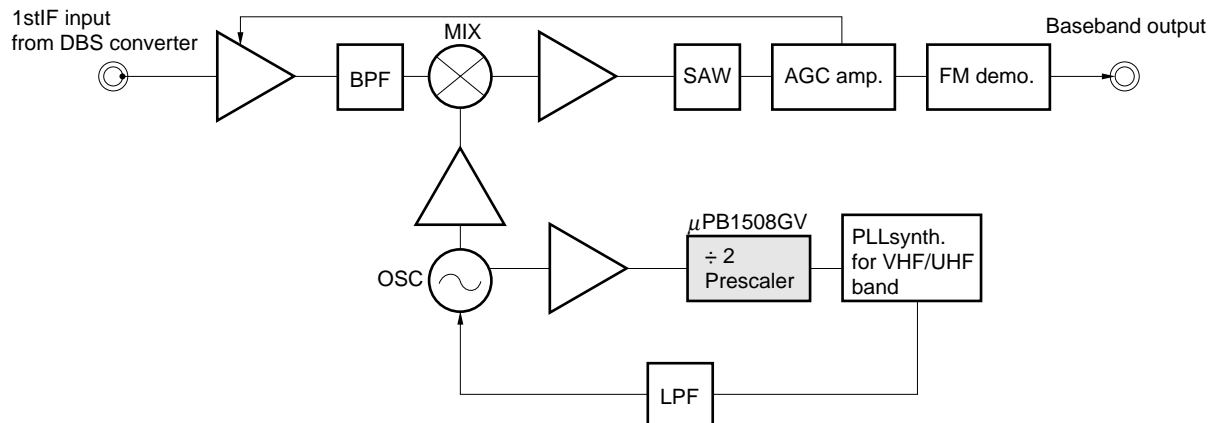 1stIF input
from DBS converter
MIX
Baseband output
BPF
SAW
AGC amp.
FM demo.
μPB1508GV
÷ 2
Prescaler
PLLsynth.
for VHF/UHF
band
OSC
LPF